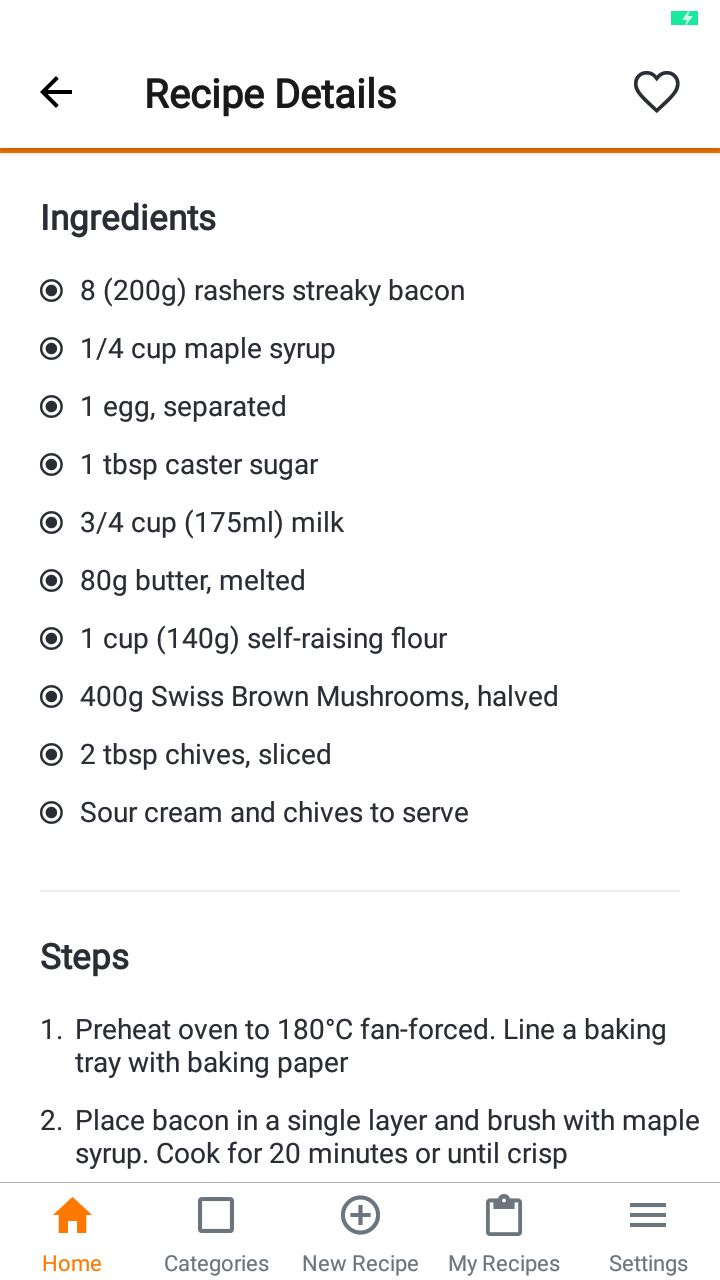 Recipe Details
Ingredients
8 (200g) rashers streaky bacon
1/4 cup maple syrup
1 egg, separated
1 tbsp caster sugar
3/4 cup (175ml) milk
80g butter, melted
1 cup (140g) self-raising flour
400g Swiss Brown Mushrooms, halved
2 tbsp chives, sliced
Sour cream and chives to serve
Steps
1. Preheat oven to 180°C fan-forced. Line a baking
tray with baking paper
2. Place bacon in a single layer and brush with maple
syrup. Cook for 20 minutes or until crisp
Home Categories New Recipe My Recipes Settings